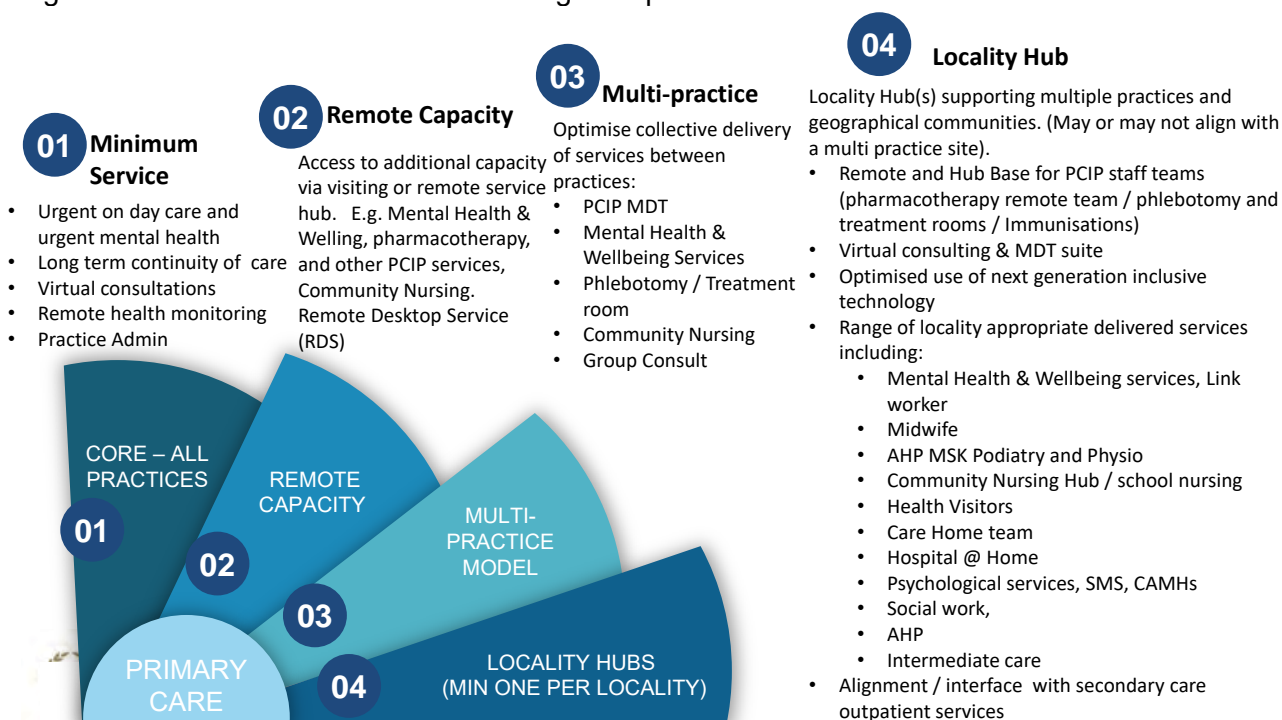 01
Minimum
Service
• Urgent on day care and
urgent mental health
• Long term continuity of care
• Virtual consultations
• Remote health monitoring
• Practice Admin
02
Remote Capacity
Access to additional capacity
via visiting or remote service
hub. E.g. Mental Health &
Welling, pharmacotherapy,
and other PCIP services,
Community Nursing.
Remote Desktop Service
(RDS)
03
Multi-practice
Optimise collective delivery
of services between
practices:
• PCIP MDT
• Mental Health &
Wellbeing Services
• Phlebotomy / Treatment
room
• Community Nursing
• Group Consult
04
Locality Hub
Locality Hub(s) supporting multiple practices and
geographical communities. (May or may not align with
a multi practice site).
• Remote and Hub Base for PCIP staff teams
(pharmacotherapy remote team / phlebotomy and
treatment rooms / Immunisations)
• Virtual consulting & MDT suite
• Optimised use of next generation inclusive
technology
• Range of locality appropriate delivered services
including:
• Mental Health & Wellbeing services, Link
worker
• Midwife
• AHP MSK Podiatry and Physio
• Community Nursing Hub / school nursing
• Health Visitors
• Care Home team
• Hospital @ Home
• Psychological services, SMS, CAMHs
• Social work,
• AHP
• Intermediate care
• Alignment / interface with secondary care
outpatient services
CORE – ALL
PRACTICES
01
REMOTE
CAPACITY
02
MULTI-
PRACTICE
MODEL
03
LOCALITY HUBS
(MIN ONE PER LOCALITY)
04
PRIMARY
CARE